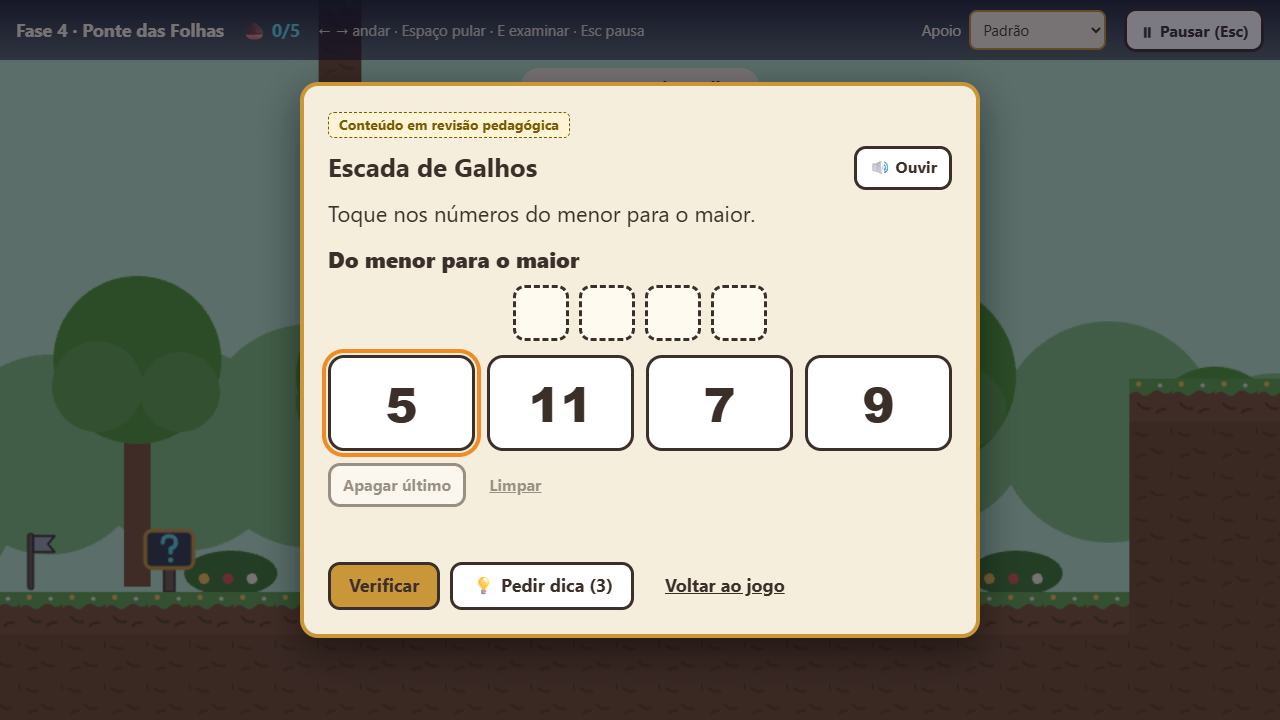 Fase 4 · Ponte das Folhas 0/5 ← → andar · Espaço pular · E examinar · Esc pausa Apoio Padrão Pausar (Esc)
Conteúdo em revisão pedagógica
Escada de Galhos
Ouvir
Toque nos números do menor para o maior.
Do menor para o maior
5 11 7 9
Apagar último Limpar
?
Verificar Pedir dica (3) Voltar ao jogo